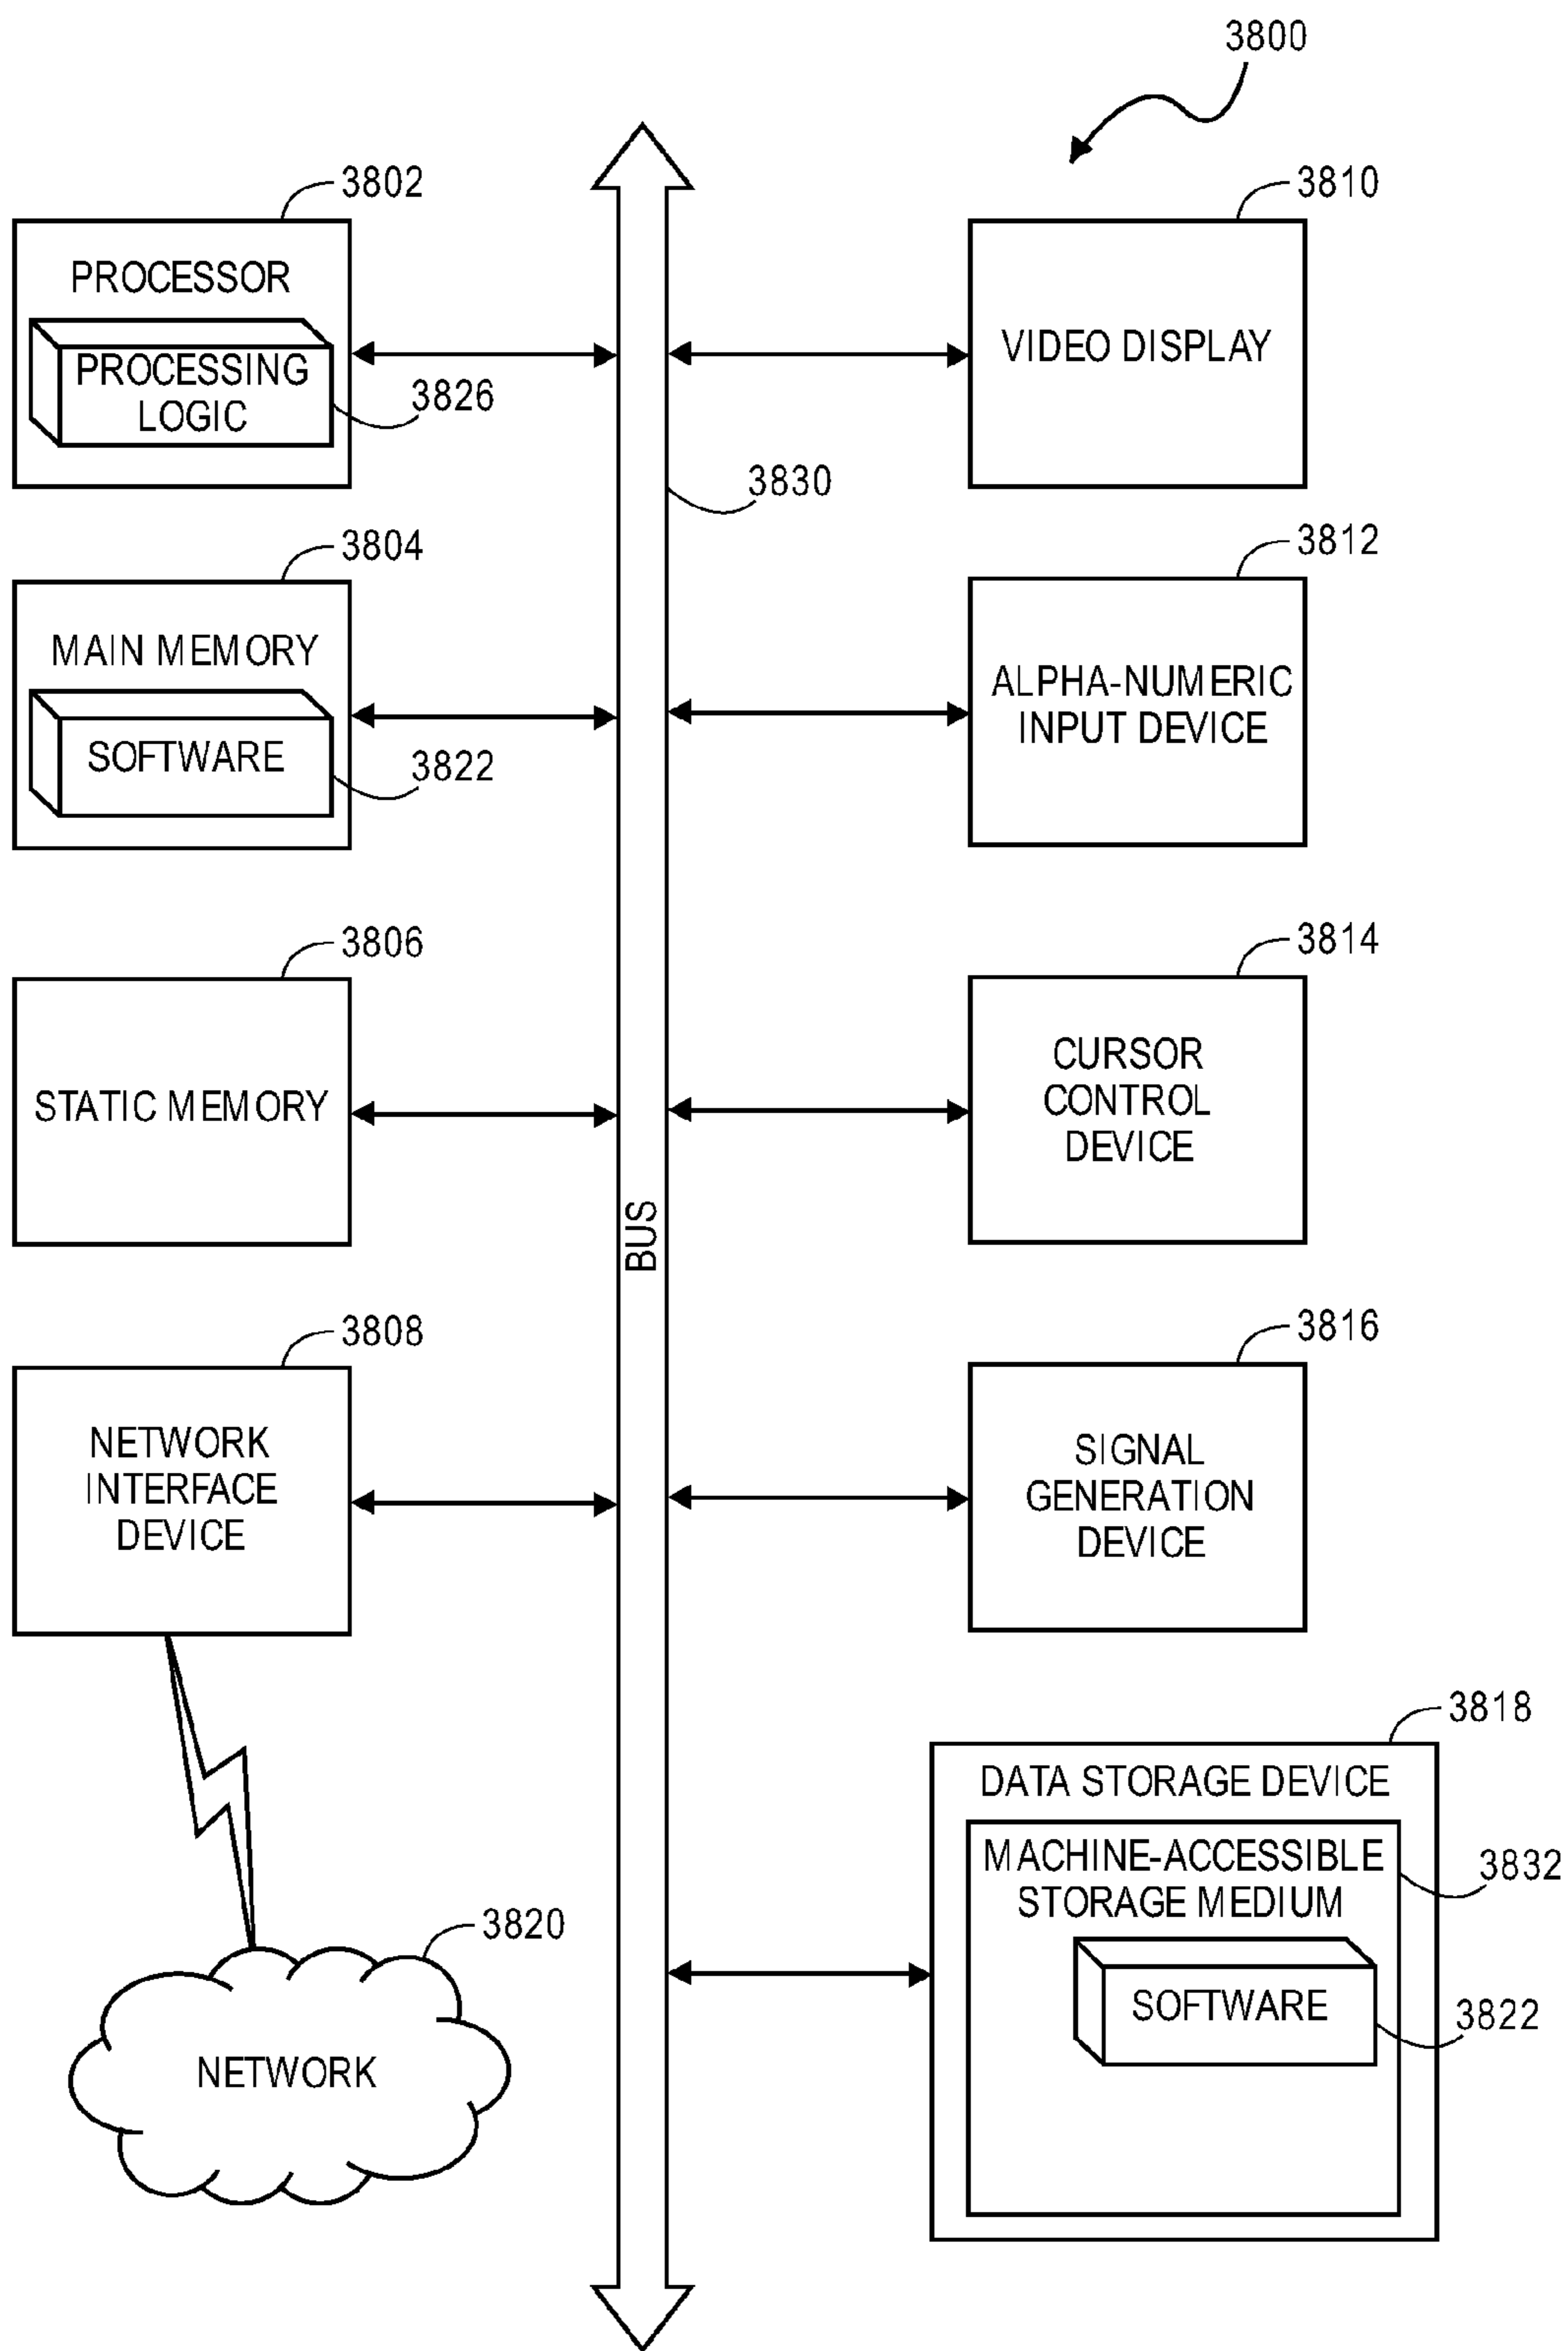 3800
3802
PROCESSOR
PROCESSING
LOGIC
3826
3804
MAIN MEMORY
SOFTWARE
3822
3806
STATIC MEMORY
3808
NETWORK
INTERFACE
DEVICE
3820
NETWORK
BUS
3830
3810
VIDEO DISPLAY
3812
ALPHA-NUMERIC
INPUT DEVICE
3814
CURSOR
CONTROL
DEVICE
3816
SIGNAL
GENERATION
DEVICE
3818
DATA STORAGE DEVICE
MACHINE-ACCESSIBLE
STORAGE MEDIUM
3832
SOFTWARE
3822